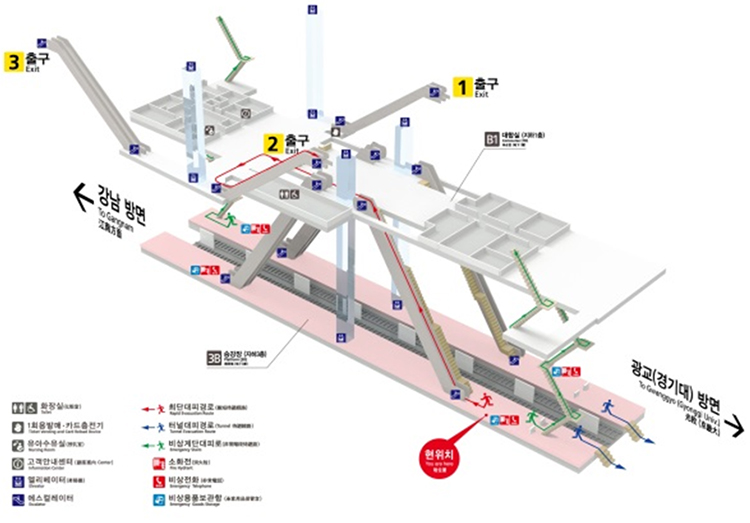 3 출구
Exit
1 출구
Exit
출구
2 Exit
B1 대합실 (지하1층)
강남 방면
To Gangnam
江南方面
3B 승강장 (지하3층)
광교(경기대) 방면
To Gwanggyo (Gyonggi Univ.)
현위치
You are here
화장실
Toilet
1회용발매·카드충전기
유아수유실
Nursing Room
고객안내센터
Information Center
엘리베이터
Elevator
에스컬레이터
Escalator
최단대피경로
Rapid Evacuation Route
터널대피경로
Tunnel Evacuation Route
비상계단대피로
Emergency Stairs
소화전
Fire Hydrant
비상전화
Emergency Telephone
비상용품보관함
Emergency Goods Storage